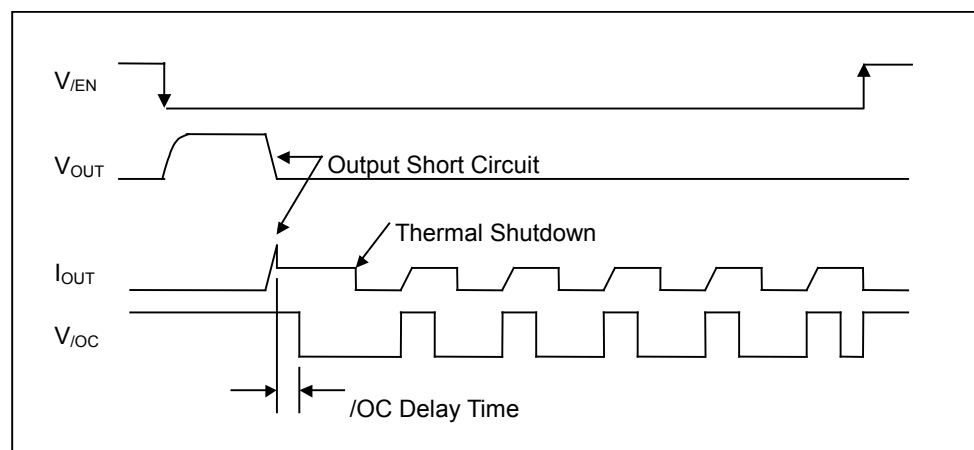 V/EN
VOUT
Output Short Circuit
Thermal Shutdown
IOUT
V/OC
/OC Delay Time